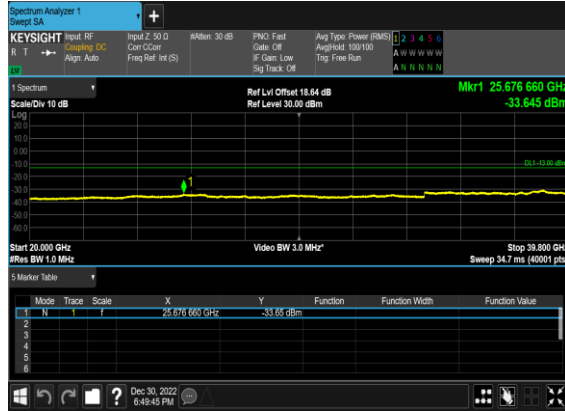 Spectrum Analyzer 1
Swept SA
+
KEYSIGHT Input: RF Input Z: 50 Ω #Atten: 30 dB PNO: Fast Avg Type: Power (RMS) 1 2 3 4 5 6
R T Coupling: DC Corr CCorr Gate: Off Avg|Hold: 100/100 A W W W W W
Align: Auto Freq Ref: Int (S) IF Gain: Low Trig: Free Run
Sig Track: Off A N N N N N
1 Spectrum Ref Lvl Offset 18.64 dB Mkr1 25.676 660 GHz
Scale/Div 10 dB Ref Level 30.00 dBm -33.645 dBm
Log
20.0
10.0
0.00
-10.0 DL1 -13.00 dBm
-20.0
1
-30.0
-40.0
-50.0
-60.0
Start 20.000 GHz Video BW 3.0 MHz* Stop 39.800 GHz
#Res BW 1.0 MHz Sweep 34.7 ms (40001 pts)
5 Marker Table
Mode Trace Scale X Y Function Function Width Function Value
1 N 1 f 25.676 660 GHz -33.65 dBm
2
3
4
5
6
? Dec 30, 2022
6:49:45 PM